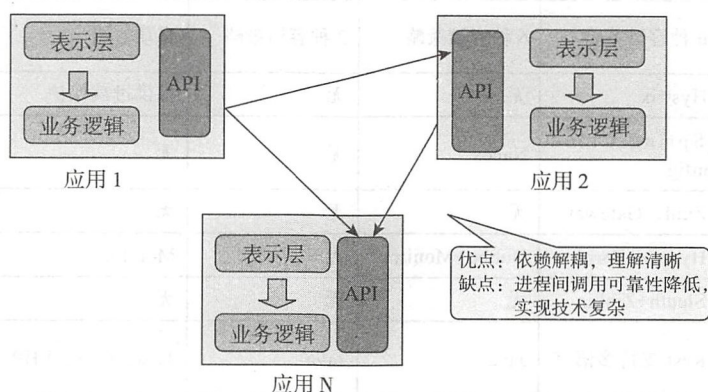 表示层
API
业务逻辑
应用 1
表示层
API
业务逻辑
应用 2
表示层
API
业务逻辑
应用 N
优点：依赖解耦，理解清晰
缺点：进程间调用可靠性降低，
实现技术复杂